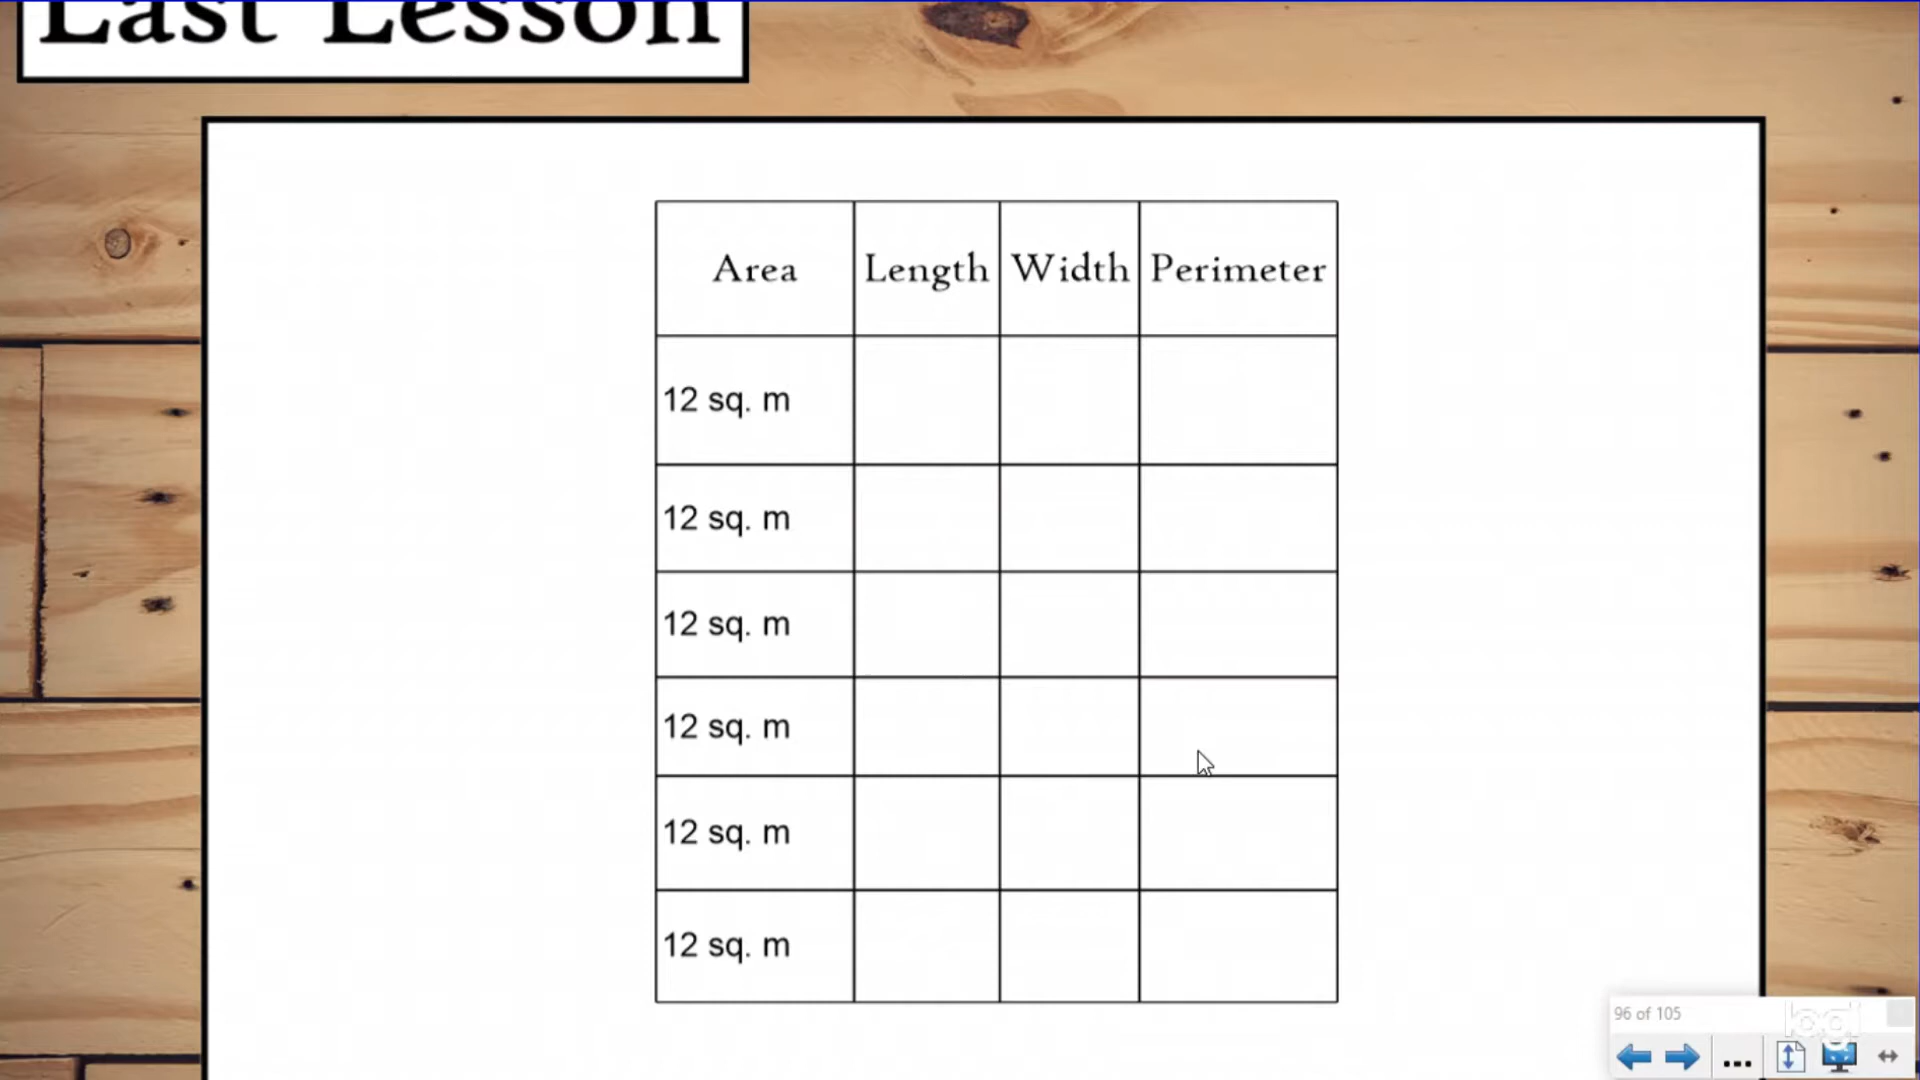 Last Lesson
Area Length Width Perimeter
12 sq. m
12 sq. m
12 sq. m
12 sq. m
12 sq. m
12 sq. m
96 of 105
logi
...